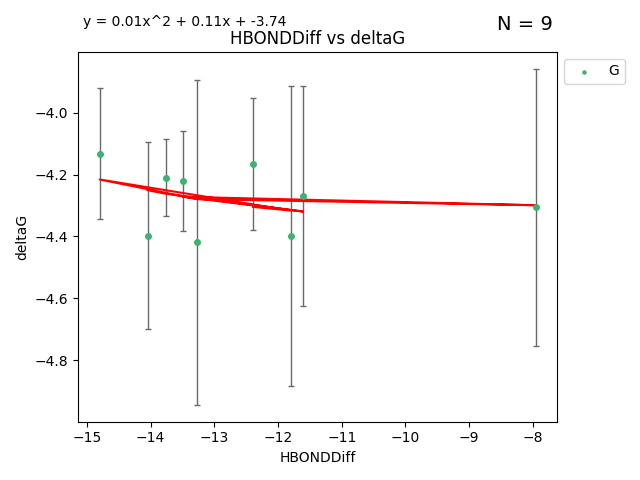 y = 0.01x^2 + 0.11x + -3.74
N = 9
HBONDDiff vs deltaG
G
−4.0
−4.2
−4.4
−4.6
−4.8
deltaG
−15
−14
−13
−12
−11
−10
−9
−8
HBONDDiff